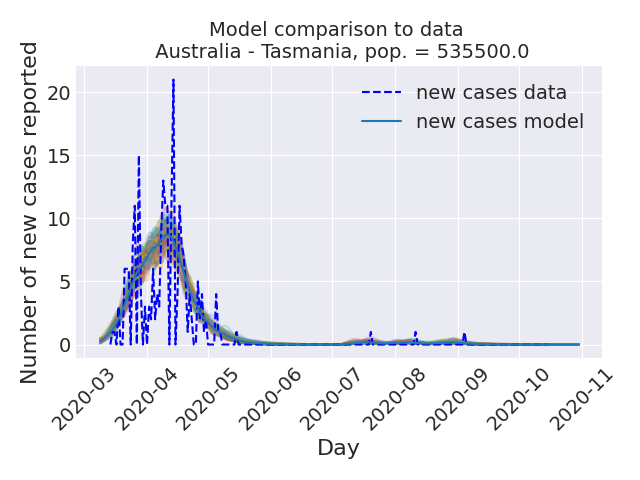 Model comparison to data
Australia - Tasmania, pop. = 535500.0
Number of new cases reported
20
15
10
5
0
new cases data
new cases model
2020-03
2020-04
2020-05
2020-06
2020-07
2020-08
2020-09
2020-10
2020-11
Day